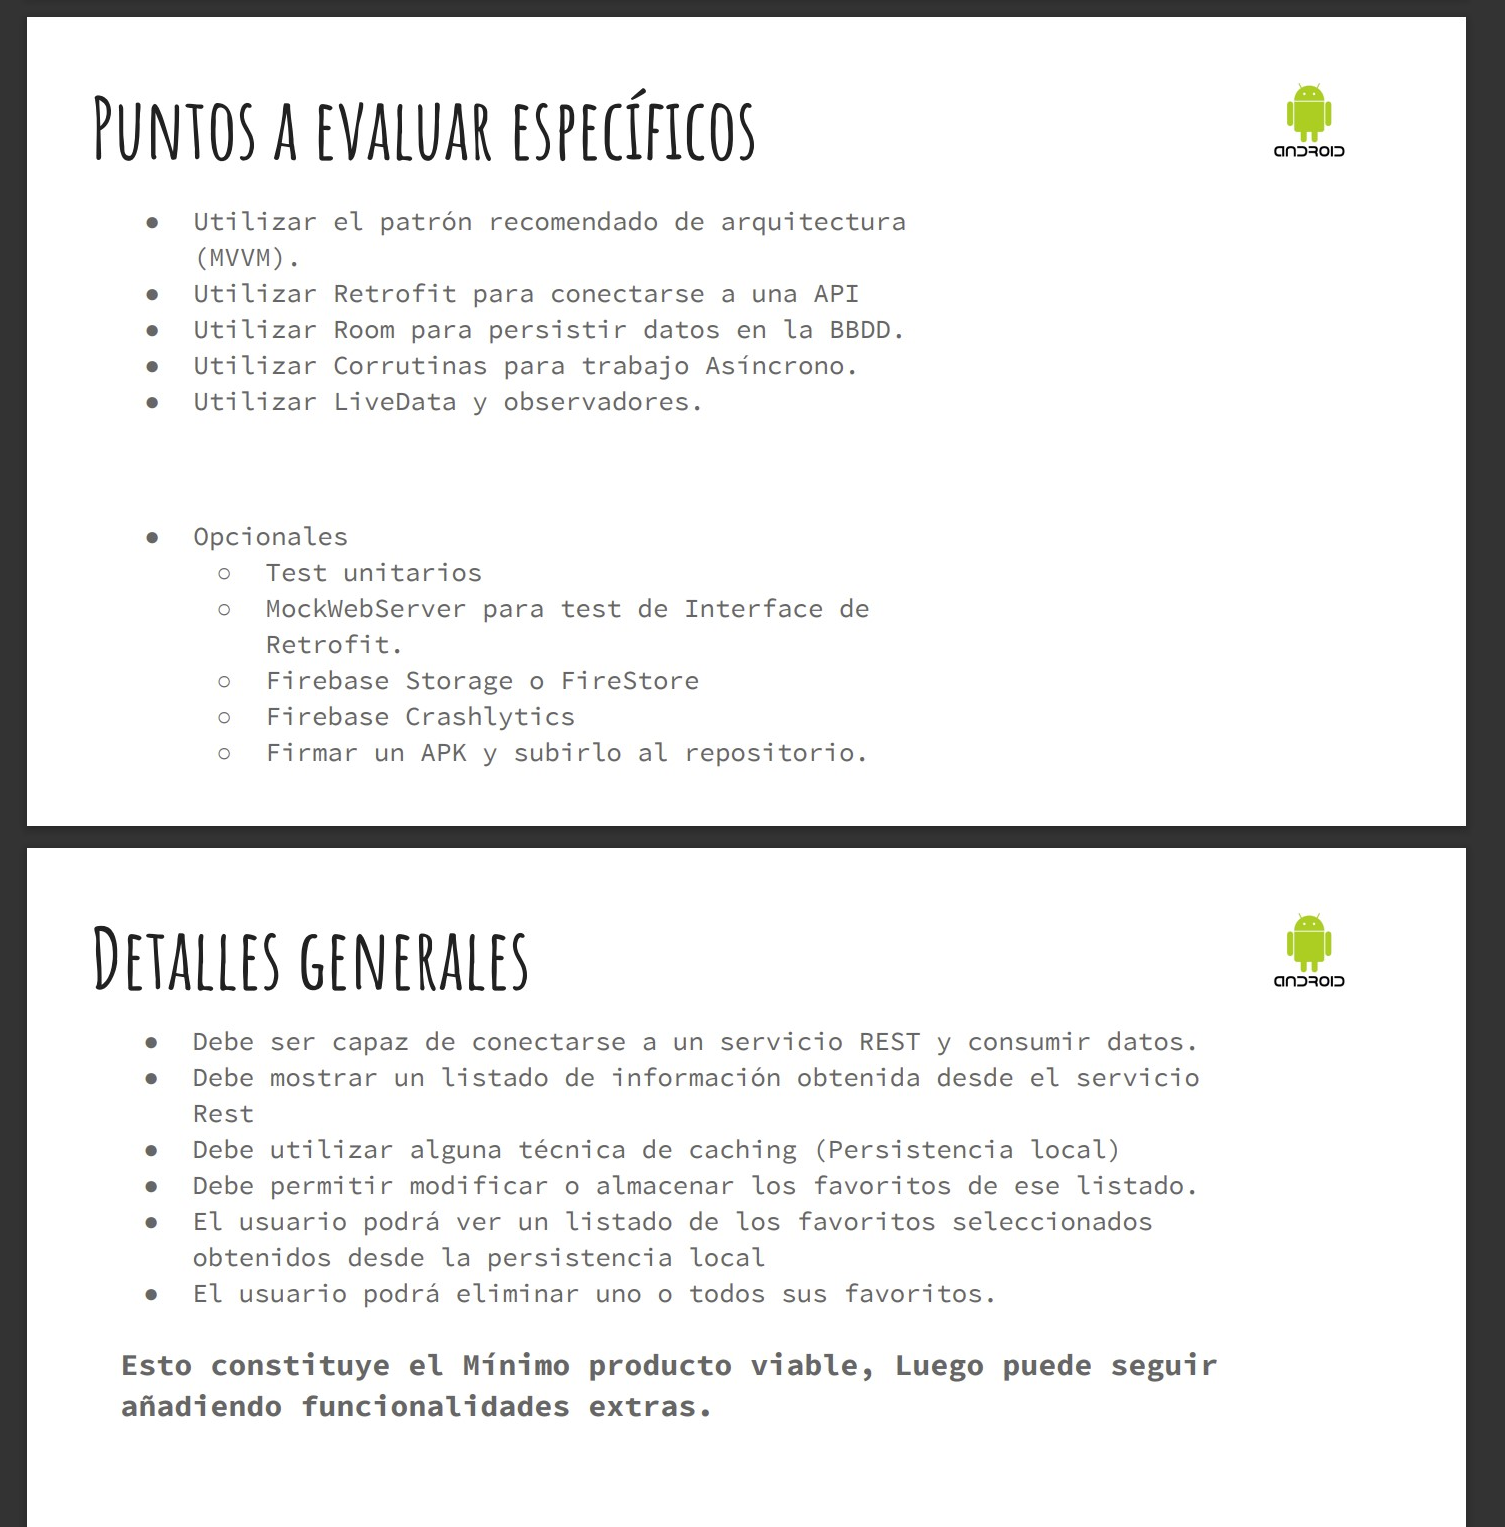 Puntos a evaluar específicos
android
● Utilizar el patrón recomendado de arquitectura
(MVVM).
● Utilizar Retrofit para conectarse a una API
● Utilizar Room para persistir datos en la BBDD.
● Utilizar Corrutinas para trabajo Asíncrono.
● Utilizar LiveData y observadores.
● Opcionales
○ Test unitarios
○ MockWebServer para test de Interface de
Retrofit.
○ Firebase Storage o FireStore
○ Firebase Crashlytics
○ Firmar un APK y subirlo al repositorio.
Detalles generales
android
● Debe ser capaz de conectarse a un servicio REST y consumir datos.
● Debe mostrar un listado de información obtenida desde el servicio
Rest
● Debe utilizar alguna técnica de caching (Persistencia local)
● Debe permitir modificar o almacenar los favoritos de ese listado.
● El usuario podrá ver un listado de los favoritos seleccionados
obtenidos desde la persistencia local
● El usuario podrá eliminar uno o todos sus favoritos.
Esto constituye el Mínimo producto viable, Luego puede seguir
añadiendo funcionalidades extras.